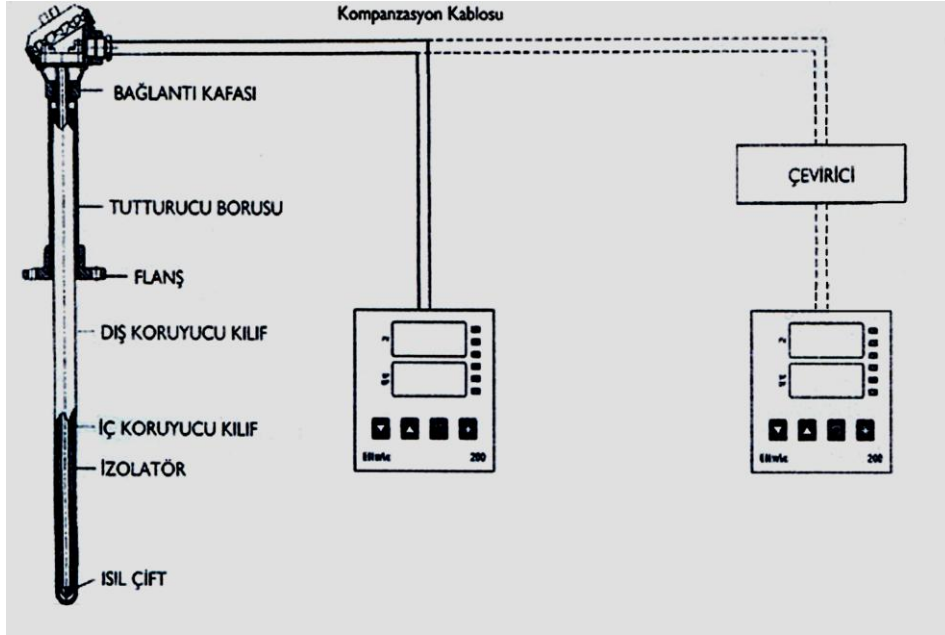 Kompanzasyon Kablosu
BAĞLANTI KAFASI
ÇEVİRİCİ
TUTTURUCU BORUSU
FLANŞ
DIŞ KORUYUCU KILIF
İÇ KORUYUCU KILIF
İZOLATÖR
200
200
ISIL ÇİFT